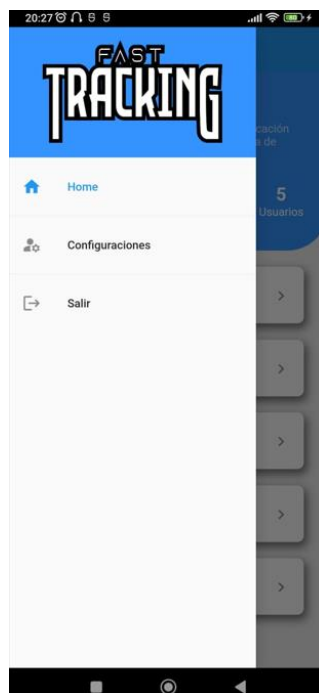 20:27
FAST
TRACKING
cación
a de
Home
5
Usuarios
Configuraciones
Salir